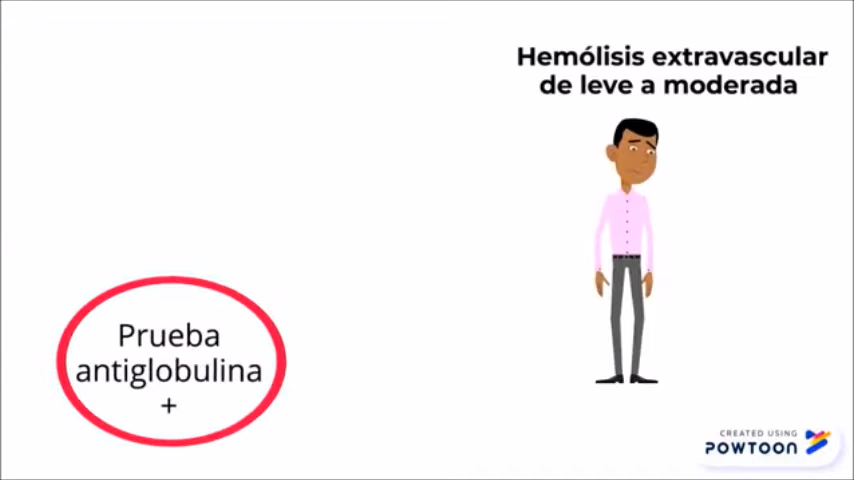 Hemólisis extravascular
de leve a moderada
Prueba
antiglobulina
+
CREATED USING
POWTOON